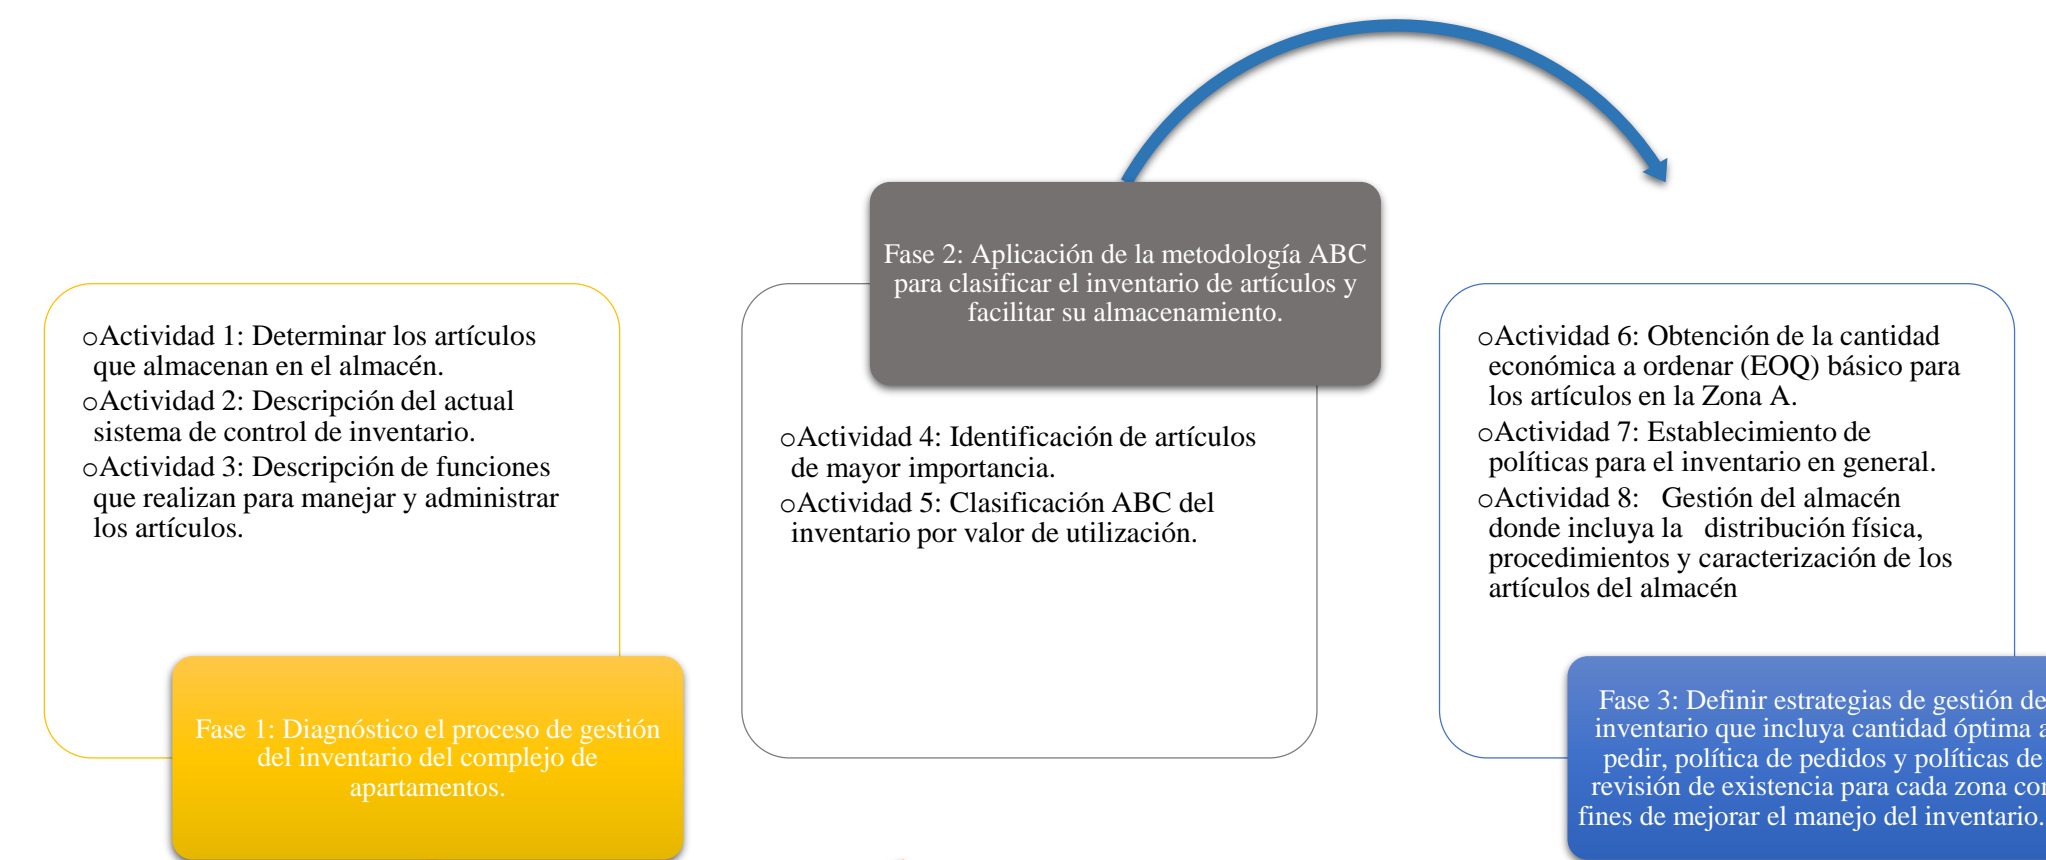 oActividad 1: Determinar los artículos
que almacenan en el almacén.
oActividad 2: Descripción del actual
sistema de control de inventario.
oActividad 3: Descripción de funciones
que realizan para manejar y administrar
los artículos.
Fase 1: Diagnóstico el proceso de gestión
del inventario del complejo de
apartamentos.
Fase 2: Aplicación de la metodología ABC
para clasificar el inventario de artículos y
facilitar su almacenamiento.
oActividad 4: Identificación de artículos
de mayor importancia.
oActividad 5: Clasificación ABC del
inventario por valor de utilización.
oActividad 6: Obtención de la cantidad
económica a ordenar (EOQ) básico para
los artículos en la Zona A.
oActividad 7: Establecimiento de
políticas para el inventario en general.
oActividad 8: Gestión del almacén
donde incluya la distribución física,
procedimientos y caracterización de los
artículos del almacén
Fase 3: Definir estrategias de gestión de
inventario que incluya cantidad óptima a
pedir, política de pedidos y políticas de
revisión de existencia para cada zona con
fines de mejorar el manejo del inventario.